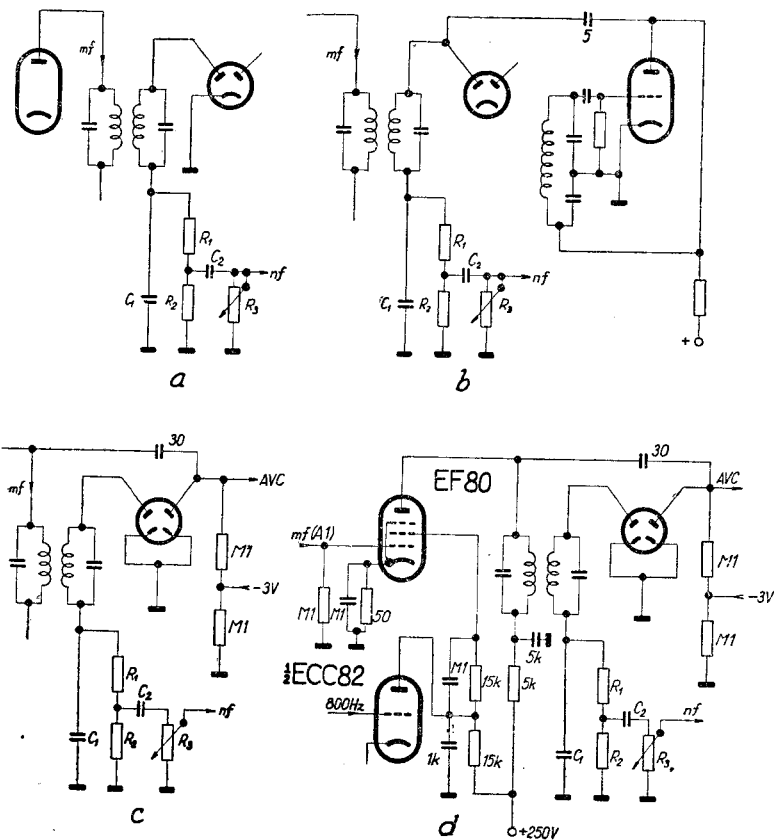 mf
R1
C2
nf
C1
R2
R3
a
mf
5
R1
C2
nf
C1
R2
R3
+
b
30
AVC
mf
M1
-3V
M1
R1
C2
nf
C1
R2
R3
c
EF80
30
AVC
mf(A1)
M1
M1
50
M1
-3V
M1
5k
½ECC82
M1
15k
5k
800Hz
1k
15k
R1
C2
nf
C1
R2
R3
+250V
d